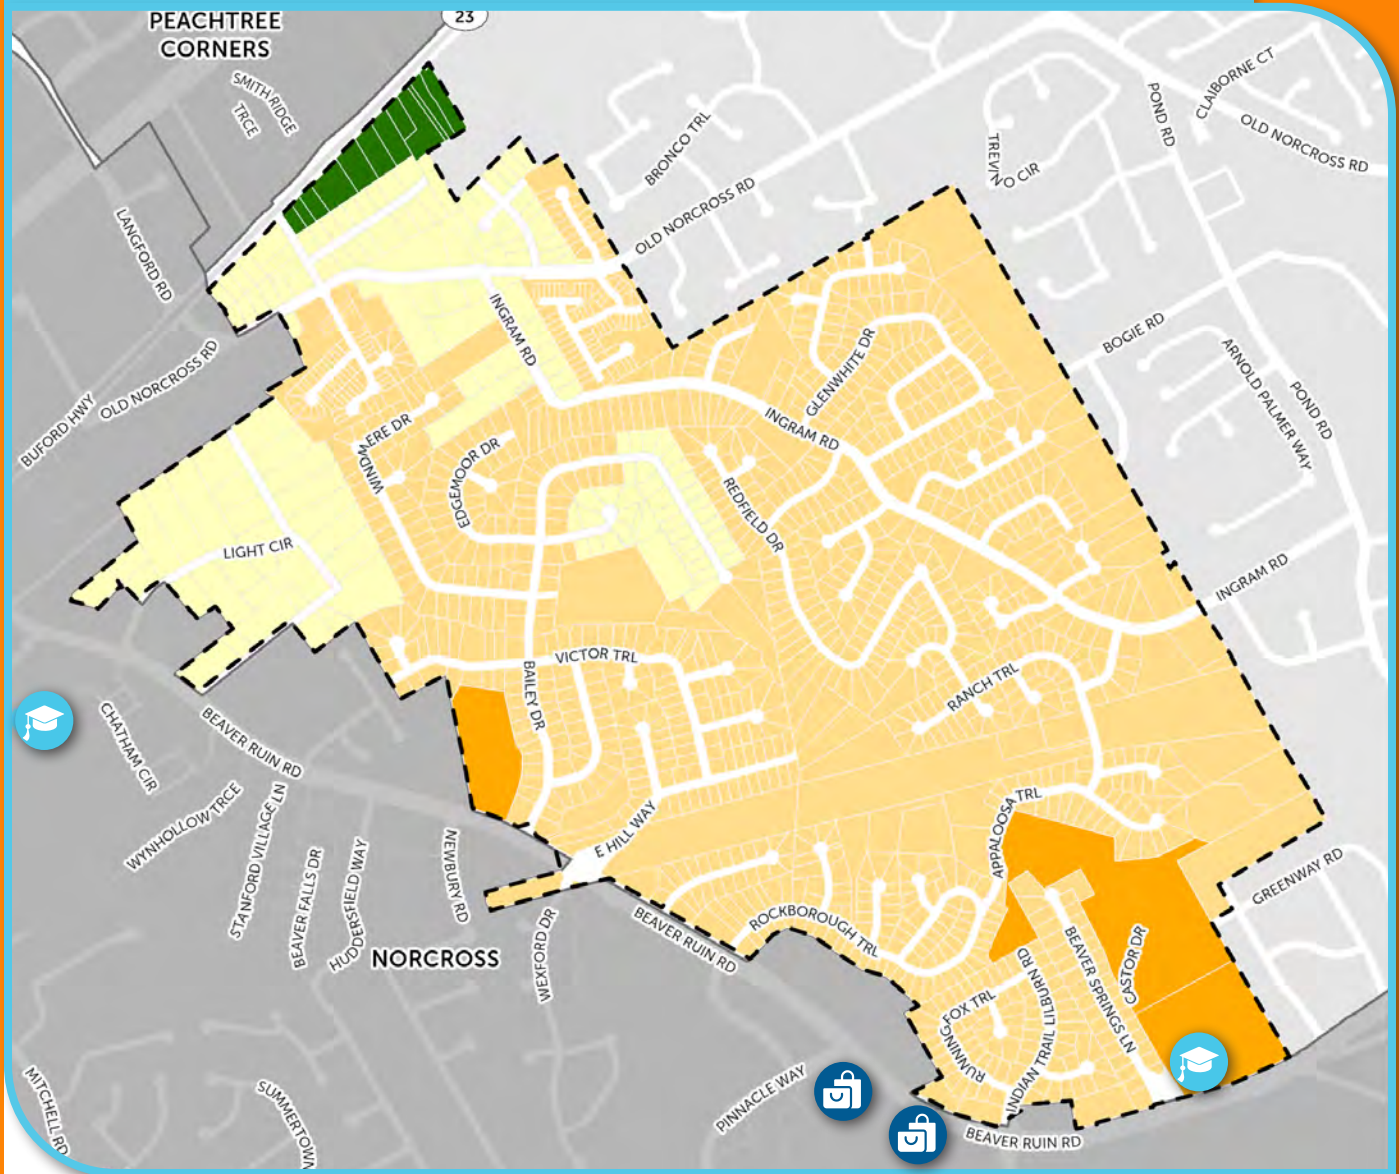 23
PEACHTREE
CORNERS
SMITH RIDGE
TRCE
CLAIBORNE CT
POND RD
OLD NORCROSS RD
BRONCO TRL
TREVINO CIR
OLD NORCROSS RD
LANGFORD RD
INGRAM RD
BOGIE RD
ARNOLD PALMER WAY
POND RD
GLENWHITE DR
OLD NORCROSS RD
BUFORD HWY
INGRAM RD
WINDMERE DR
EDGEMOOR DR
REDFIELD DR
LIGHT CIR
INGRAM RD
VICTOR TRL
BAILEY DR
RANCH TRL
CHATHAM CIR
BEAVER RUIN RD
WYNHOLLOW TRCE
STANFORD VILLAGE LN
BEAVER FALLS DR
HUDDERSFIELD WAY
NEWBURY RD
E HILL WAY
APPALOOSA TRL
GREENWAY RD
WEXFORD DR
BEAVER RUIN RD
ROCKBOROUGH TRL
NORCROSS
BEAVER SPRINGS LN
CASTOR DR
INDIAN TRAIL LILBURN RD
RUNNING FOX TRL
MITCHELL RD
SUMMERTOWN
PINNACLE WAY
BEAVER RUIN RD